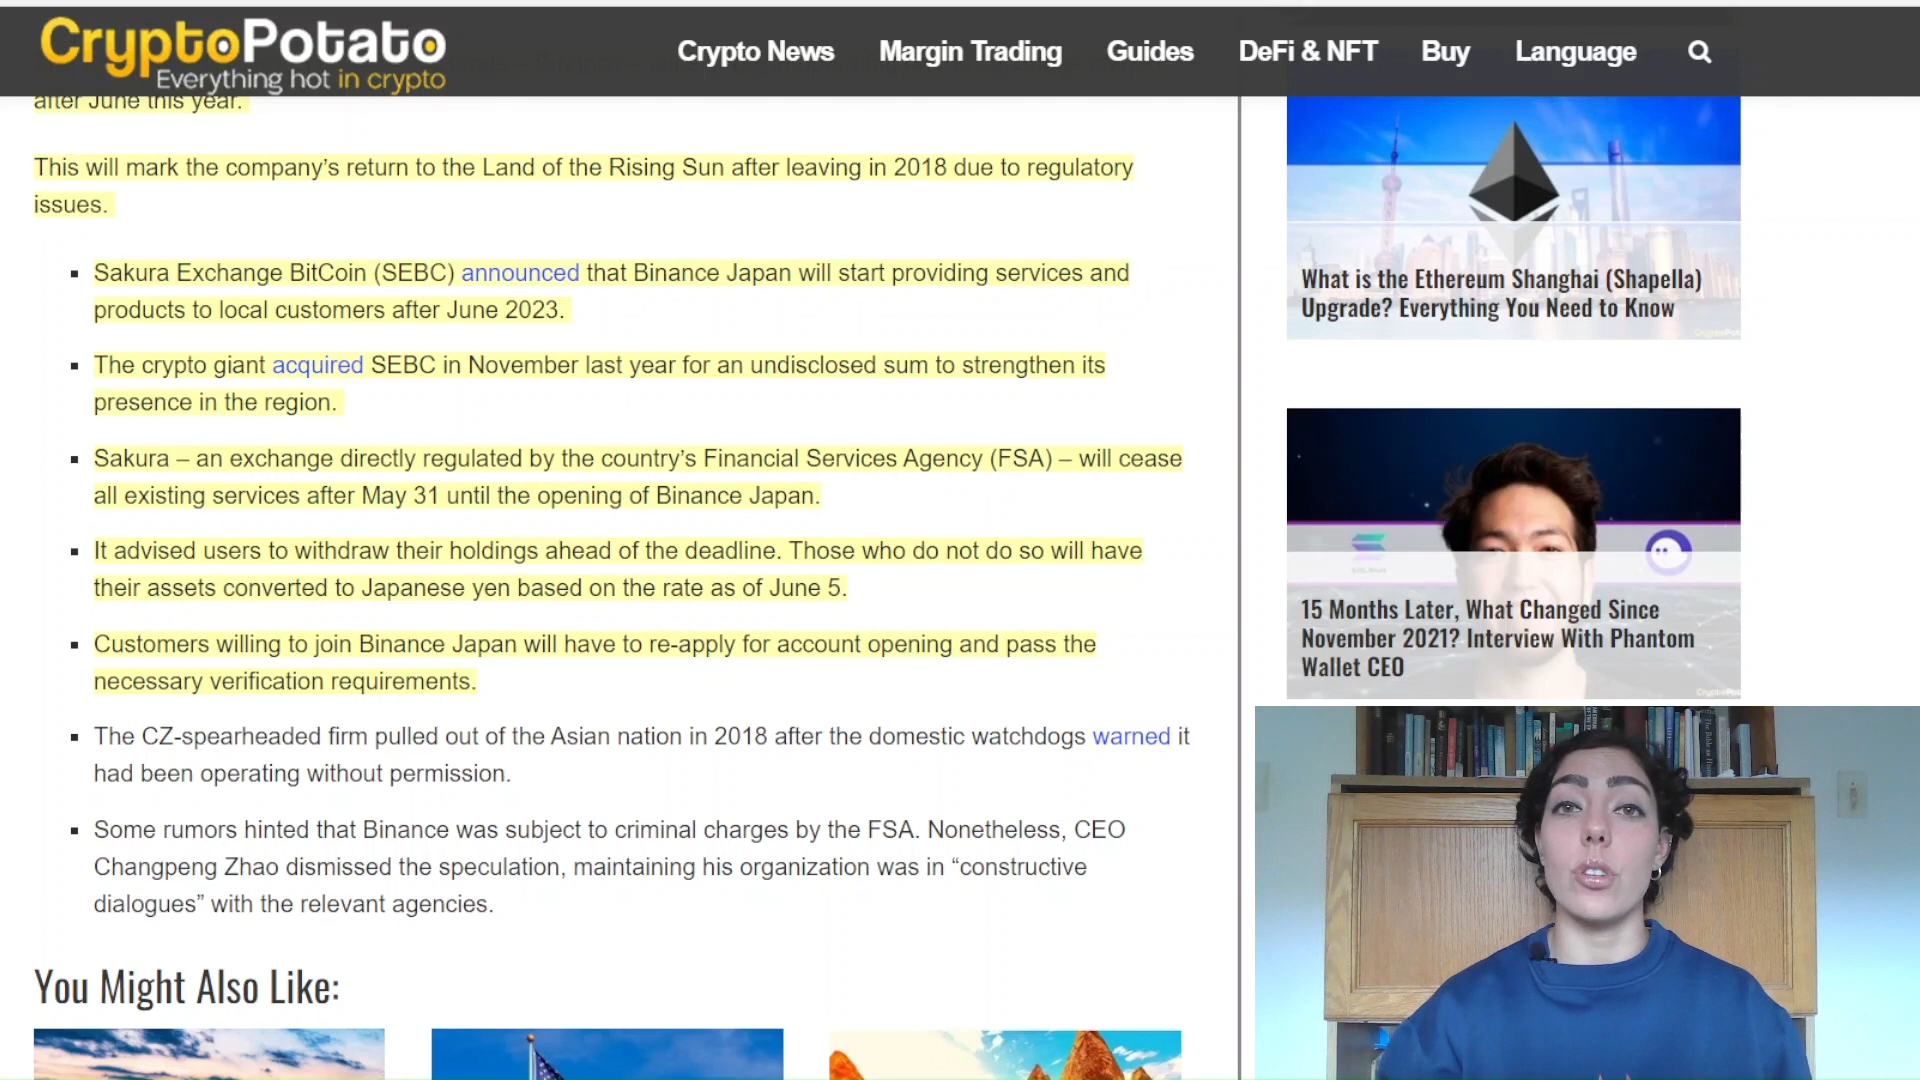 CryptoPotato
Everything hot in crypto
Crypto News
Margin Trading
Guides
DeFi & NFT
Buy
Language
after June this year.
This will mark the company’s return to the Land of the Rising Sun after leaving in 2018 due to regulatory
issues.
Sakura Exchange BitCoin (SEBC) announced that Binance Japan will start providing services and
products to local customers after June 2023.
The crypto giant acquired SEBC in November last year for an undisclosed sum to strengthen its
presence in the region.
Sakura – an exchange directly regulated by the country’s Financial Services Agency (FSA) – will cease
all existing services after May 31 until the opening of Binance Japan.
It advised users to withdraw their holdings ahead of the deadline. Those who do not do so will have
their assets converted to Japanese yen based on the rate as of June 5.
Customers willing to join Binance Japan will have to re-apply for account opening and pass the
necessary verification requirements.
The CZ-spearheaded firm pulled out of the Asian nation in 2018 after the domestic watchdogs warned it
had been operating without permission.
Some rumors hinted that Binance was subject to criminal charges by the FSA. Nonetheless, CEO
Changpeng Zhao dismissed the speculation, maintaining his organization was in “constructive
dialogues” with the relevant agencies.
You Might Also Like:
What is the Ethereum Shanghai (Shapella)
Upgrade? Everything You Need to Know
15 Months Later, What Changed Since
November 2021? Interview With Phantom
Wallet CEO